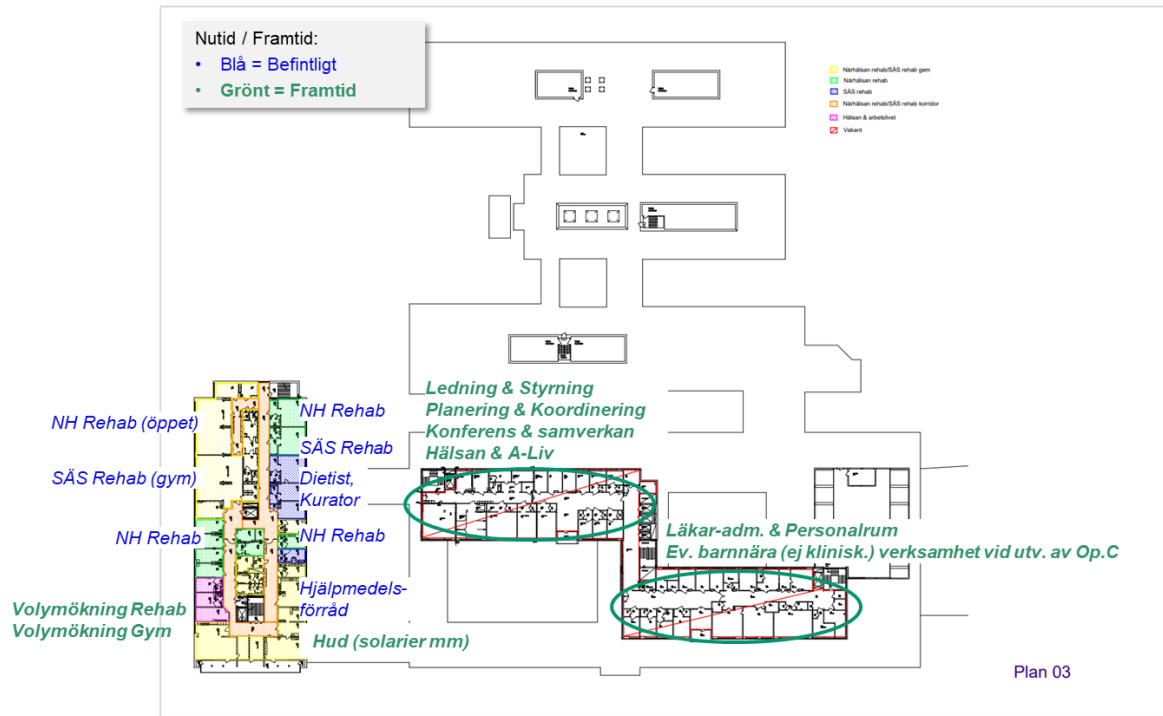 Nutid / Framtid:
• Blå = Befintligt
• Grönt = Framtid
Närhälsan rehab/SÄS rehab gem
Närhälsan rehab
SÄS rehab
Närhälsan rehab/SÄS rehab korridor
Hälsan & arbetslivet
Vakant
Ledning & Styrning
Planering & Koordinering
Konferens & samverkan
Hälsan & A-Liv
NH Rehab (öppet)
NH Rehab
SÄS Rehab
SÄS Rehab (gym)
Dietist,
Kurator
NH Rehab
NH Rehab
Läkar-adm. & Personalrum
Ev. barnnära (ej klinisk.) verksamhet vid utv. av Op.C
Hjälpmedels-
förråd
Volymökning Rehab
Volymökning Gym
Hud (solarier mm)
Plan 03